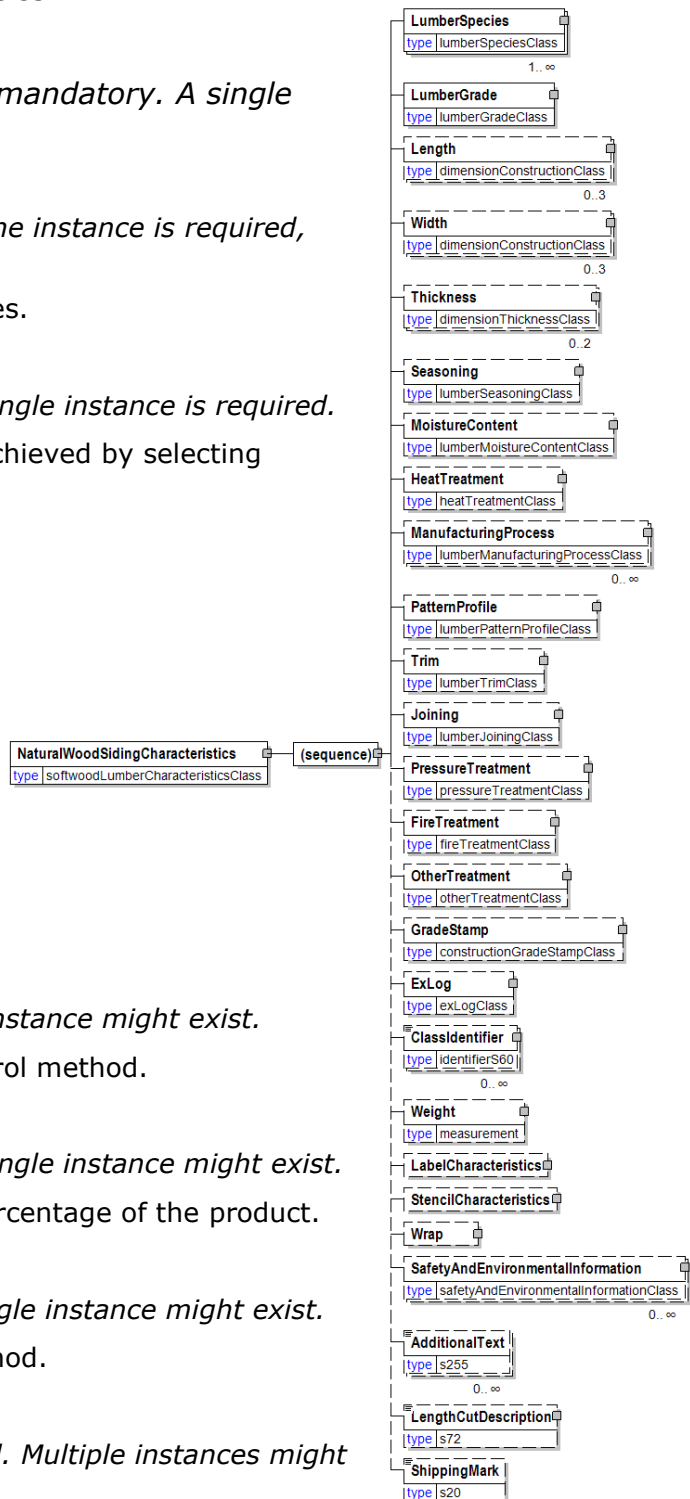 mandatory. A single
ne instance is required,
es.
ngle instance is required.
chieved by selecting
nstance might exist.
rol method.
ngle instance might exist.
rcentage of the product.
gle instance might exist.
nod.
l. Multiple instances might
NaturalWoodSidingCharacteristics
type softwoodLumberCharacteristicsClass
(sequence)
LumberSpecies
type lumberSpeciesClass
1.. ∞
LumberGrade
type lumberGradeClass
Length
type dimensionConstructionClass
0..3
Width
type dimensionConstructionClass
0..3
Thickness
type dimensionThicknessClass
0..2
Seasoning
type lumberSeasoningClass
MoistureContent
type lumberMoistureContentClass
HeatTreatment
type heatTreatmentClass
ManufacturingProcess
type lumberManufacturingProcessClass
0.. ∞
PatternProfile
type lumberPatternProfileClass
Trim
type lumberTrimClass
Joining
type lumberJoiningClass
PressureTreatment
type pressureTreatmentClass
FireTreatment
type fireTreatmentClass
OtherTreatment
type otherTreatmentClass
GradeStamp
type constructionGradeStampClass
ExLog
type exLogClass
ClassIdentifier
type identifierS60
0.. ∞
Weight
type measurement
LabelCharacteristics
StencilCharacteristics
Wrap
SafetyAndEnvironmentalInformation
type safetyAndEnvironmentalInformationClass
0.. ∞
AdditionalText
type s255
0.. ∞
LengthCutDescription
type s72
ShippingMark
type s20